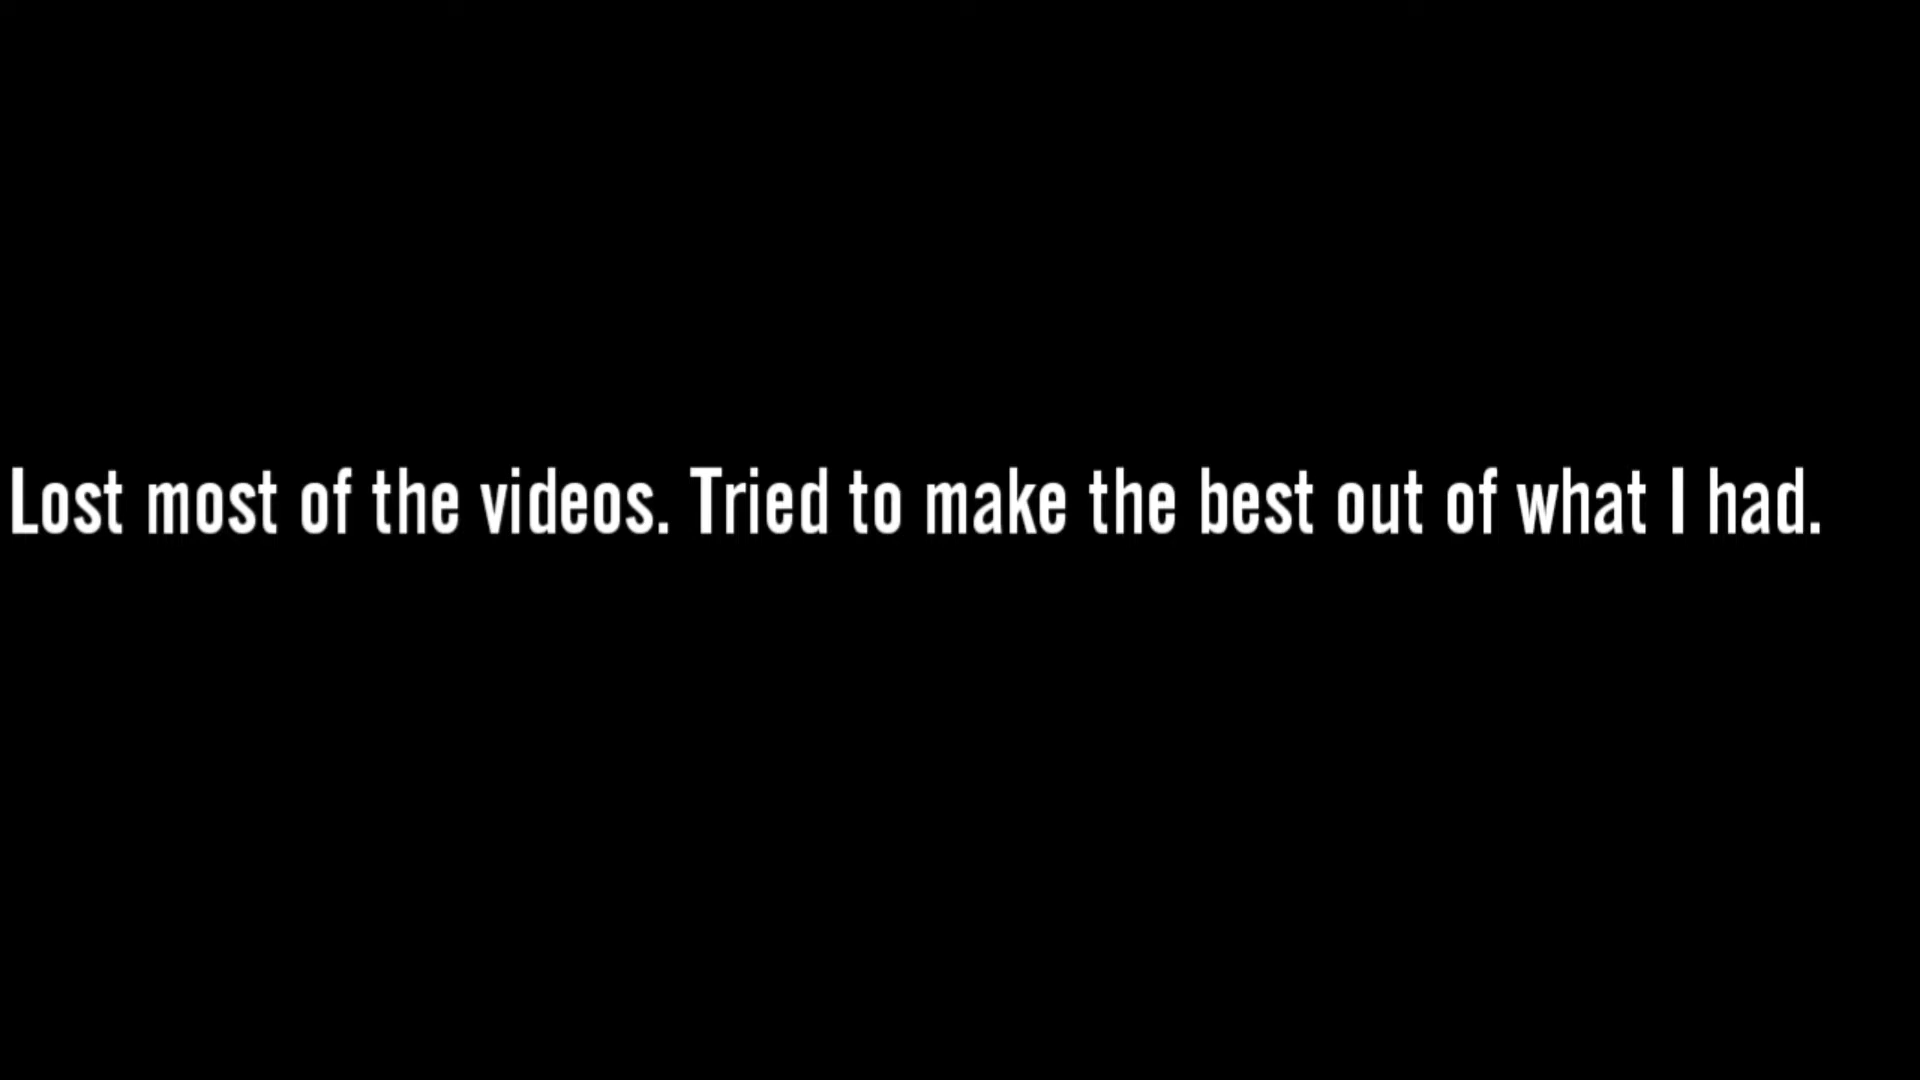 Lost most of the videos. Tried to make the best out of what I had.